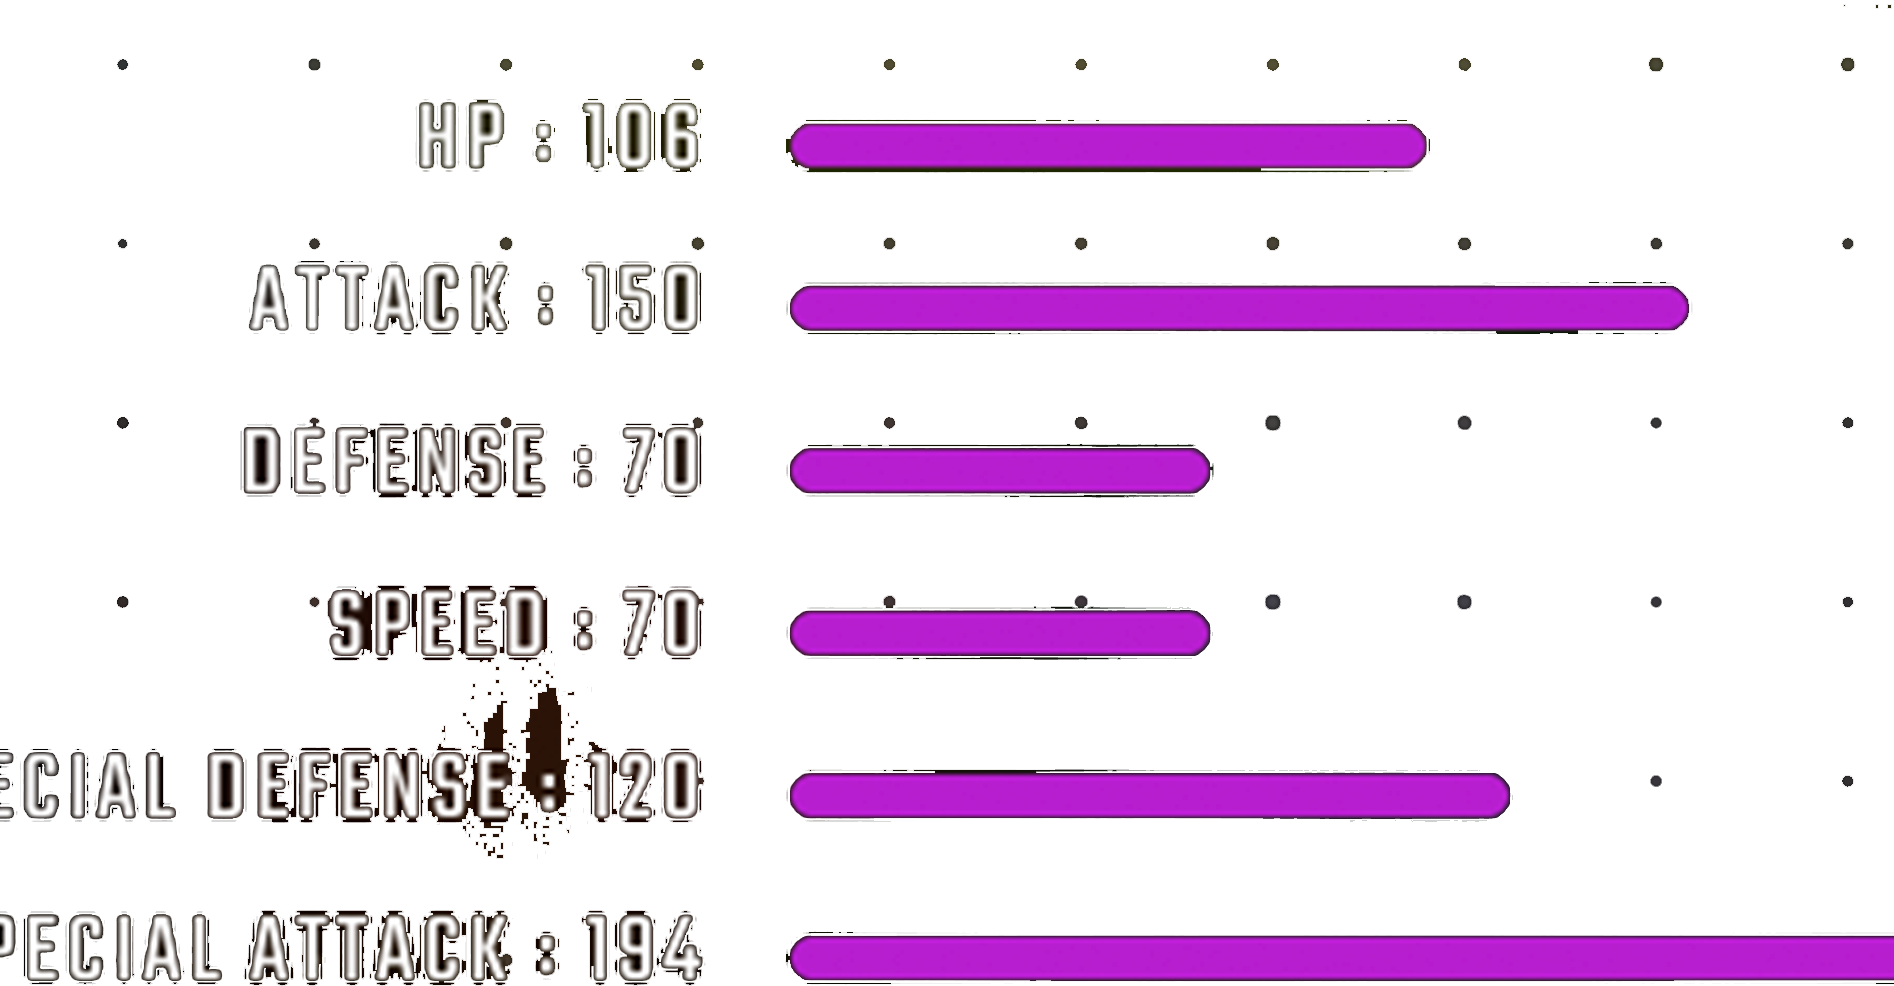 HP : 106
ATTACK : 150
DEFENSE : 70
SPEED : 70
ECIAL DEFENSE : 120
PECIAL ATTACK : 194